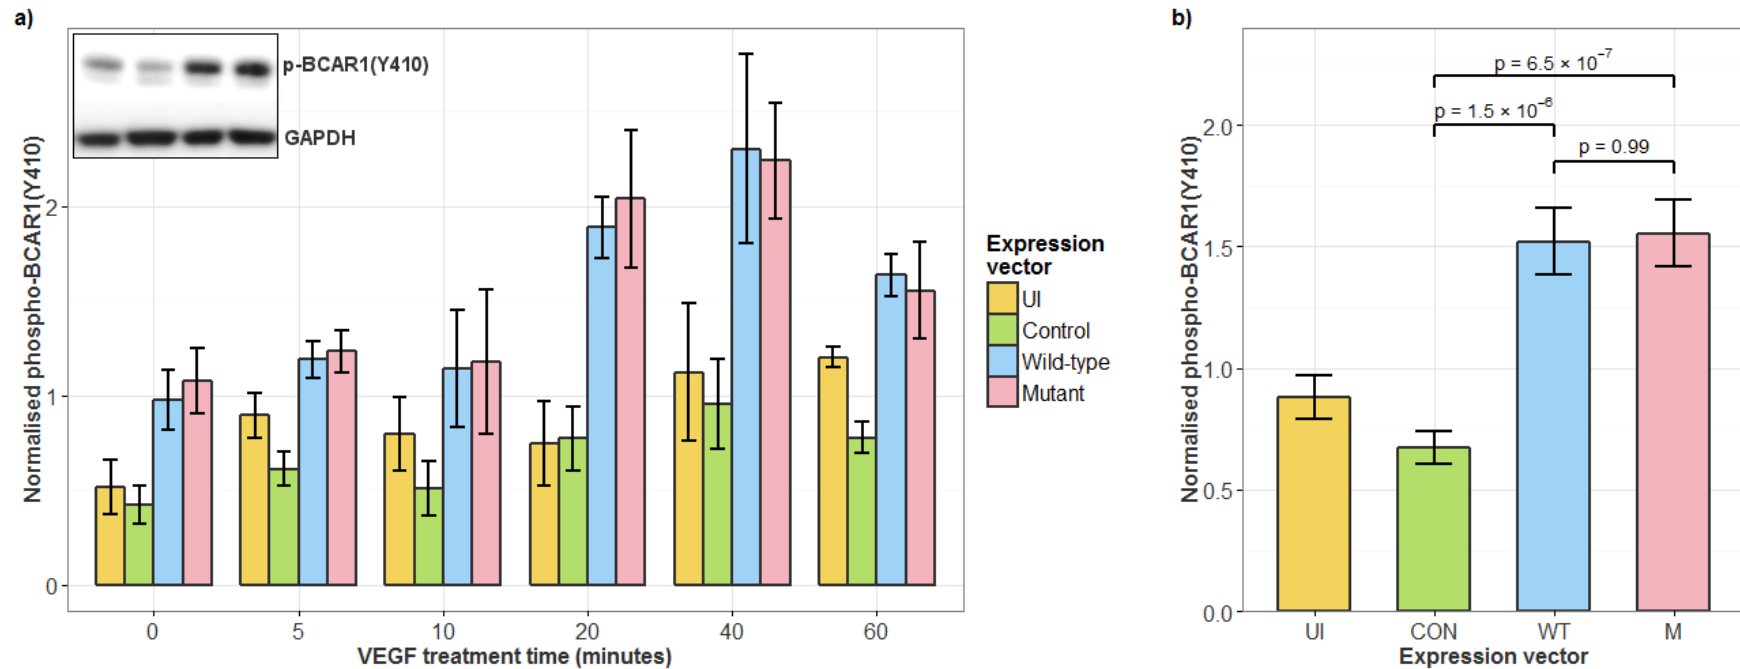 a)
p-BCAR1(Y410)
GAPDH
Normalised phospho-BCAR1(Y410)
2
1
0
0 5 10 20 40 60
VEGF treatment time (minutes)
Expression
vector
UI
Control
Wild-type
Mutant
b)
p = 6.5 × 10⁻⁷
p = 1.5 × 10⁻⁶
p = 0.99
Normalised phospho-BCAR1(Y410)
2.0
1.5
1.0
0.5
0.0
UI CON WT M
Expression vector